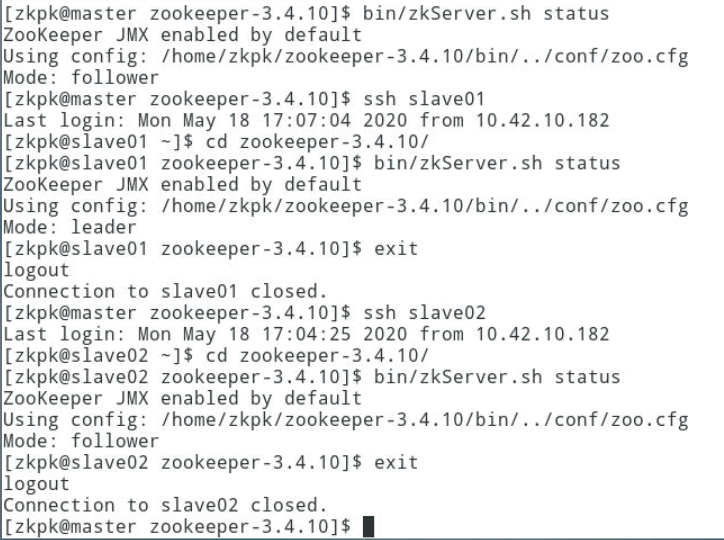 [zkpk@master zookeeper-3.4.10]$ bin/zkServer.sh status
ZooKeeper JMX enabled by default
Using config: /home/zkpk/zookeeper-3.4.10/bin/../conf/zoo.cfg
Mode: follower
[zkpk@master zookeeper-3.4.10]$ ssh slave01
Last login: Mon May 18 17:07:04 2020 from 10.42.10.182
[zkpk@slave01 ~]$ cd zookeeper-3.4.10/
[zkpk@slave01 zookeeper-3.4.10]$ bin/zkServer.sh status
ZooKeeper JMX enabled by default
Using config: /home/zkpk/zookeeper-3.4.10/bin/../conf/zoo.cfg
Mode: leader
[zkpk@slave01 zookeeper-3.4.10]$ exit
logout
Connection to slave01 closed.
[zkpk@master zookeeper-3.4.10]$ ssh slave02
Last login: Mon May 18 17:04:25 2020 from 10.42.10.182
[zkpk@slave02 ~]$ cd zookeeper-3.4.10/
[zkpk@slave02 zookeeper-3.4.10]$ bin/zkServer.sh status
ZooKeeper JMX enabled by default
Using config: /home/zkpk/zookeeper-3.4.10/bin/../conf/zoo.cfg
Mode: follower
[zkpk@slave02 zookeeper-3.4.10]$ exit
logout
Connection to slave02 closed.
[zkpk@master zookeeper-3.4.10]$